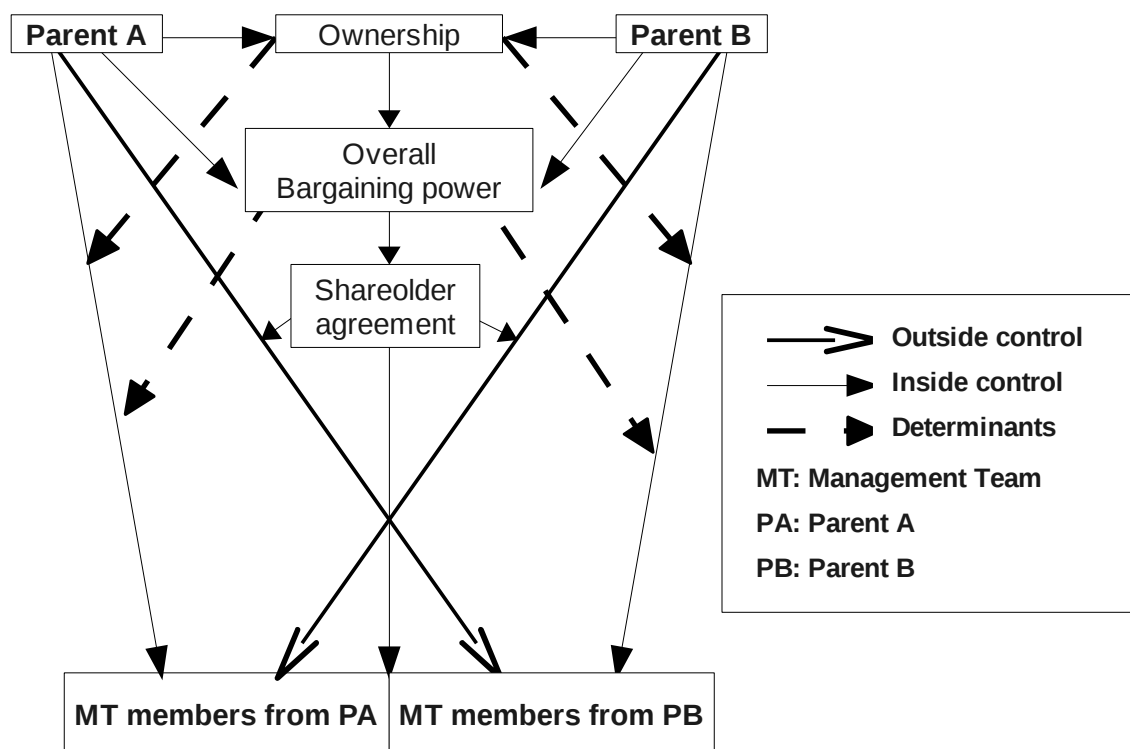 Parent A
Ownership
Parent B
Overall
Bargaining power
Shareolder
agreement
Outside control
Inside control
Determinants
MT: Management Team
PA: Parent A
PB: Parent B
MT members from PA
MT members from PB